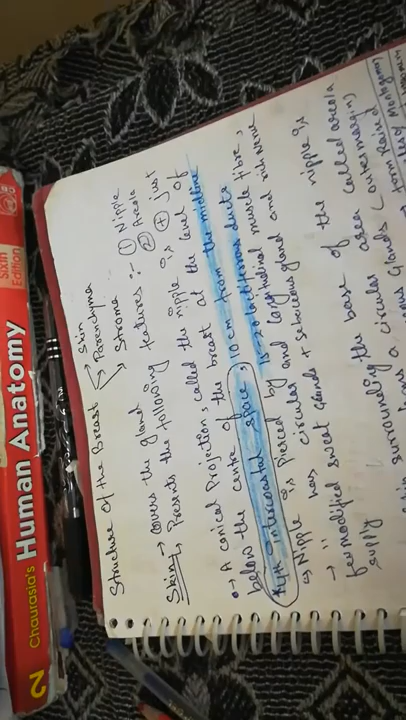 Structure of the Breast
Skin
Parenchyma
Stroma
Skin → covers the gland
Presents the following features :- ① Nipple
② Areola
→ A conical Projection, called the nipple is just
below the centre of the breast at the level of
intercostal space, 10 cm from the midline
→ Nipple is pierced by 15-20 lactiferous ducts
→ " has circular and longitudinal muscle fibre,
few modified sweat glands + sebaceous gland and rich nerve
supply
surrounding the base of the nipple is
a circular area called areola
Glands (outer margin)
Chaurasia's
Human Anatomy
2
Sixth
Edition